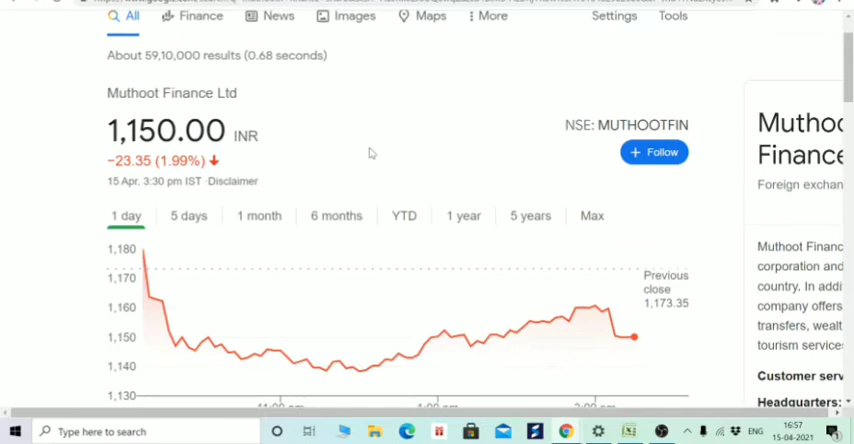 All Finance News Images Maps More Settings Tools
About 59,10,000 results (0.68 seconds)
Muthoot Finance Ltd
1,150.00 INR
−23.35 (1.99%)
15 Apr, 3:30 pm IST · Disclaimer
NSE: MUTHOOTFIN
+ Follow
1 day 5 days 1 month 6 months YTD 1 year 5 years Max
1,180
1,170
1,160
1,150
1,140
1,130
Previous
close
1,173.35
Muthoo
Finance
Foreign exchan
Muthoot Financ
corporation and
country. In addi
company offers
transfers, wealt
tourism services
Customer serv
Headquarters:
Type here to search
ENG
16:57
15-04-2021